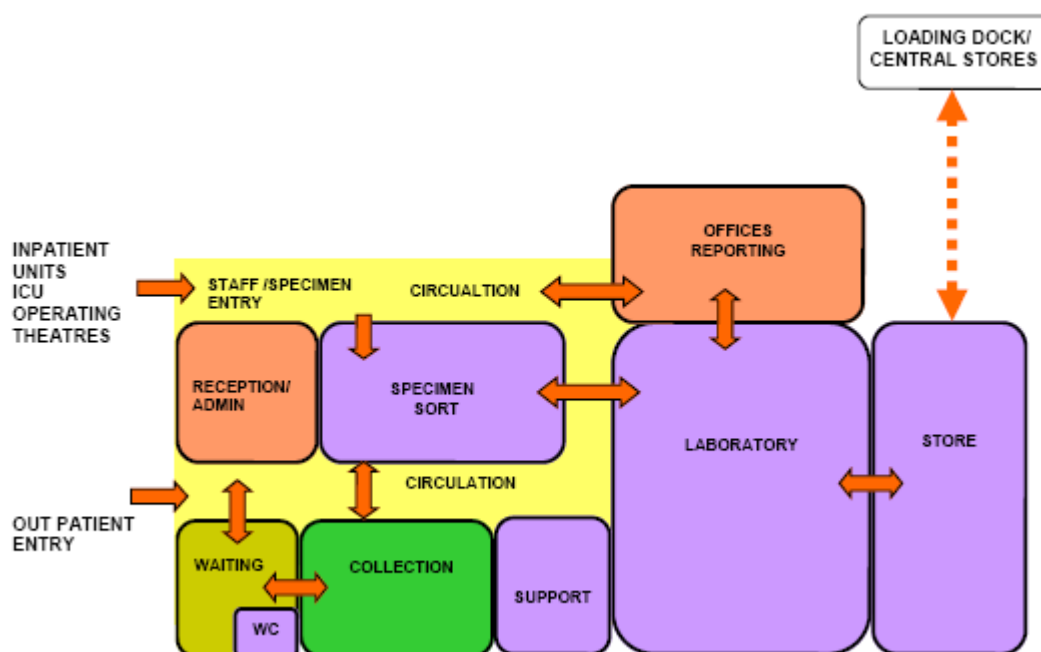 LOADING DOCK/
CENTRAL STORES
OFFICES
REPORTING
INPATIENT
UNITS
ICU
OPERATING
THEATRES
STAFF /SPECIMEN
ENTRY
CIRCUALTION
RECEPTION/
ADMIN
SPECIMEN
SORT
LABORATORY
STORE
CIRCULATION
OUT PATIENT
ENTRY
WAITING
COLLECTION
SUPPORT
WC